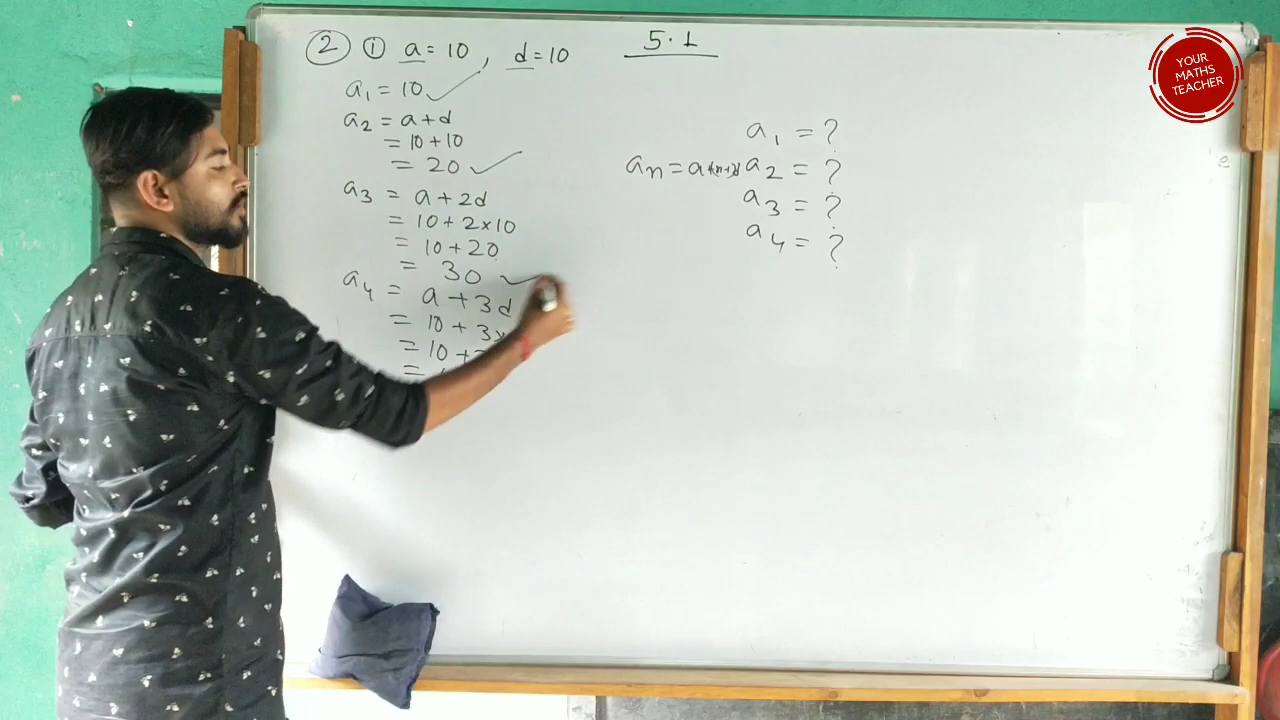 ② ① a = 10 , d = 10
5.1
a₁ = 10 ✓
a₂ = a+d
= 10+10
= 20 ✓
a₃ = a + 2d
= 10 + 2×10
= 10 + 20
= 30 ✓
a₄ = a + 3d
= 10 + 3×
= 10 +
=
a₁ = ?
aₙ = a
a₂ = ?
a₃ = ?
a₄ = ?
YOUR
MATHS
TEACHER